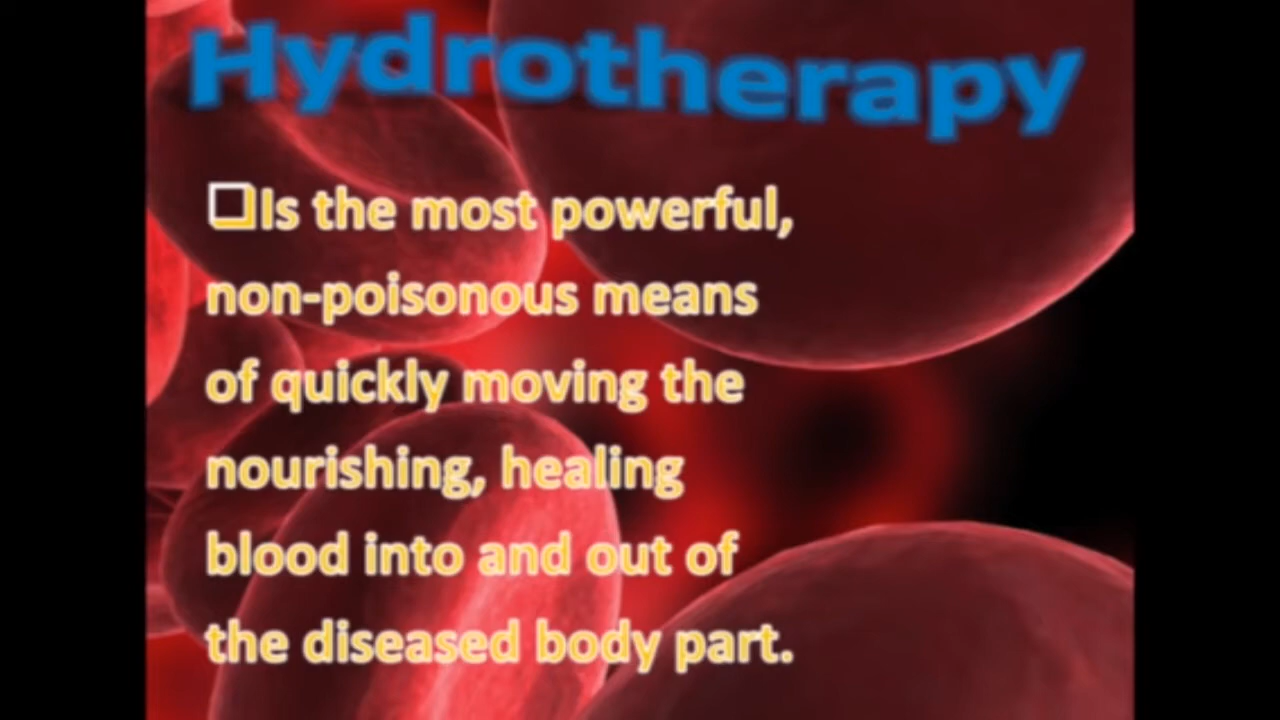 Hydrotherapy
❑Is the most powerful,
non-poisonous means
of quickly moving the
nourishing, healing
blood into and out of
the diseased body part.